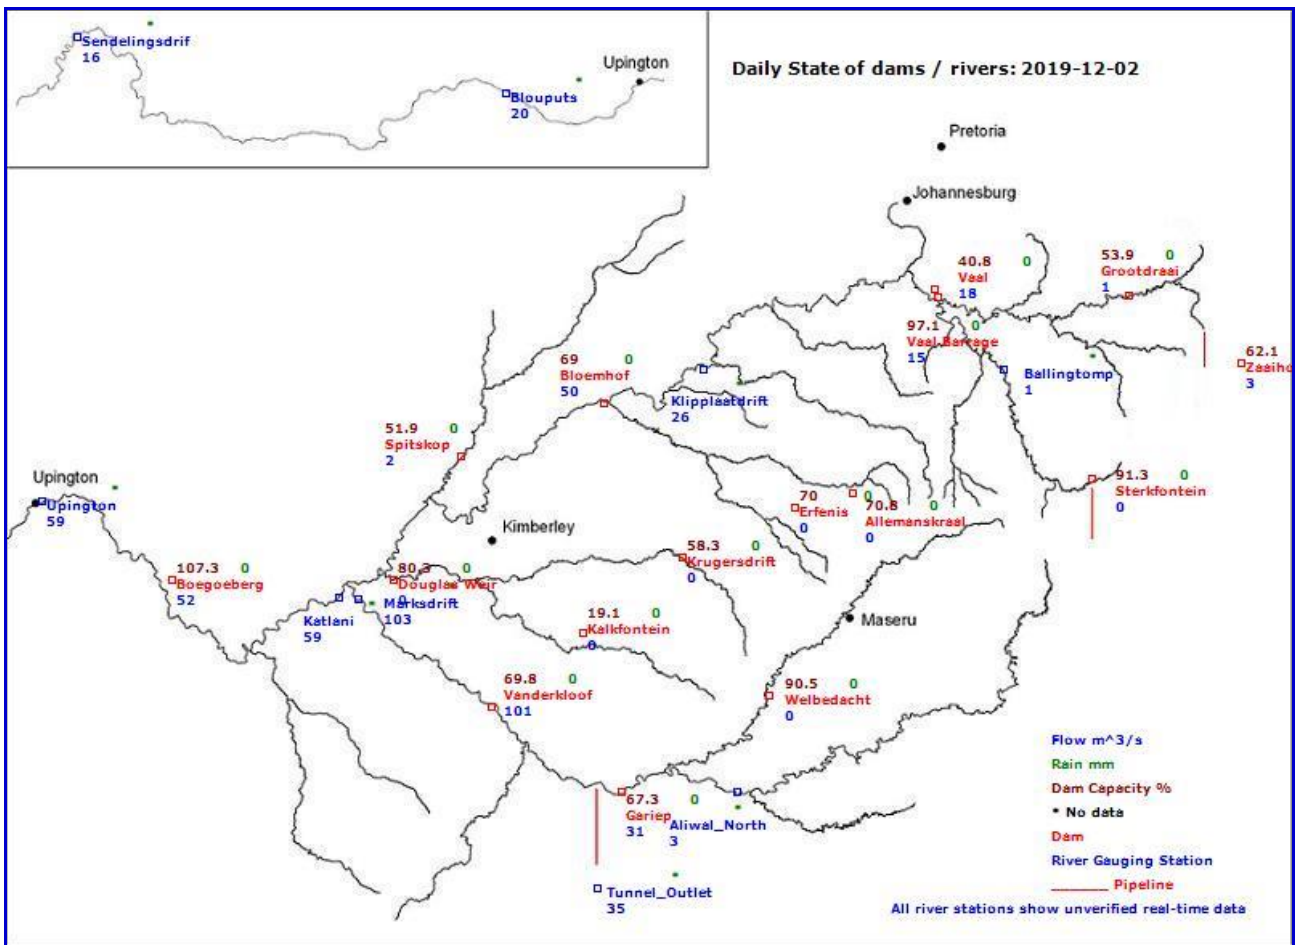 Sendelingsdrif
16
Upington
Blouputs
20
Daily State of dams / rivers: 2019-12-02
Pretoria
Johannesburg
40.8 0
Vaal
18
53.9 0
Grootdraai
1
97.1 0
Vaal Barrage
15
62.1
Zaaiho
3
69 0
Bloemhof
50
Ballingtomp
1
Klipplaatdrift
26
51.9 0
Spitskop
2
Upington
Upington
59
91.3 0
Sterkfontein
0
70 0
Erfenis
0
70.8 0
Allemanskraal
0
Kimberley
58.3 0
Krugersdrift
0
107.3 0
Boegoeberg
52
80.3 0
Douglas Weir
0
Marksdrift
103
Katlani
59
19.1 0
Kalkfontein
0
Maseru
69.8 0
Vanderkloof
101
90.5 0
Welbedacht
0
67.3 0
Gariep
31
Aliwal_North
3
Tunnel_Outlet
35
Flow m^3/s
Rain mm
Dam Capacity %
* No data
Dam
River Gauging Station
_______ Pipeline
All river stations show unverified real-time data